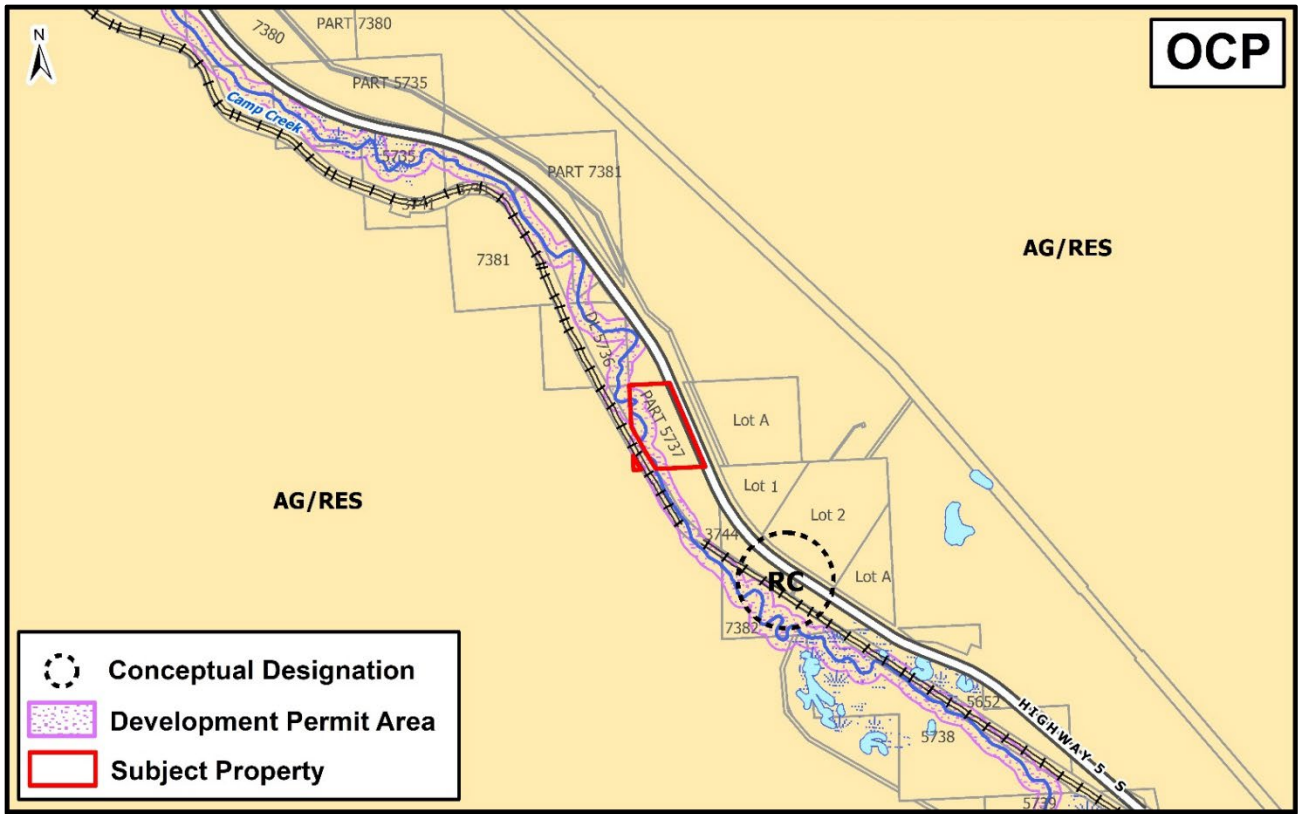 N
OCP
7380
PART 7380
PART 5735
Camp Creek
5735
PART 7381
AG/RES
7381
DL 5736
PART 5737
Lot A
Lot 1
Lot 2
AG/RES
3744
RC
Lot A
7382
5652
HIGHWAY 5 S
5738
5739
Conceptual Designation
Development Permit Area
Subject Property